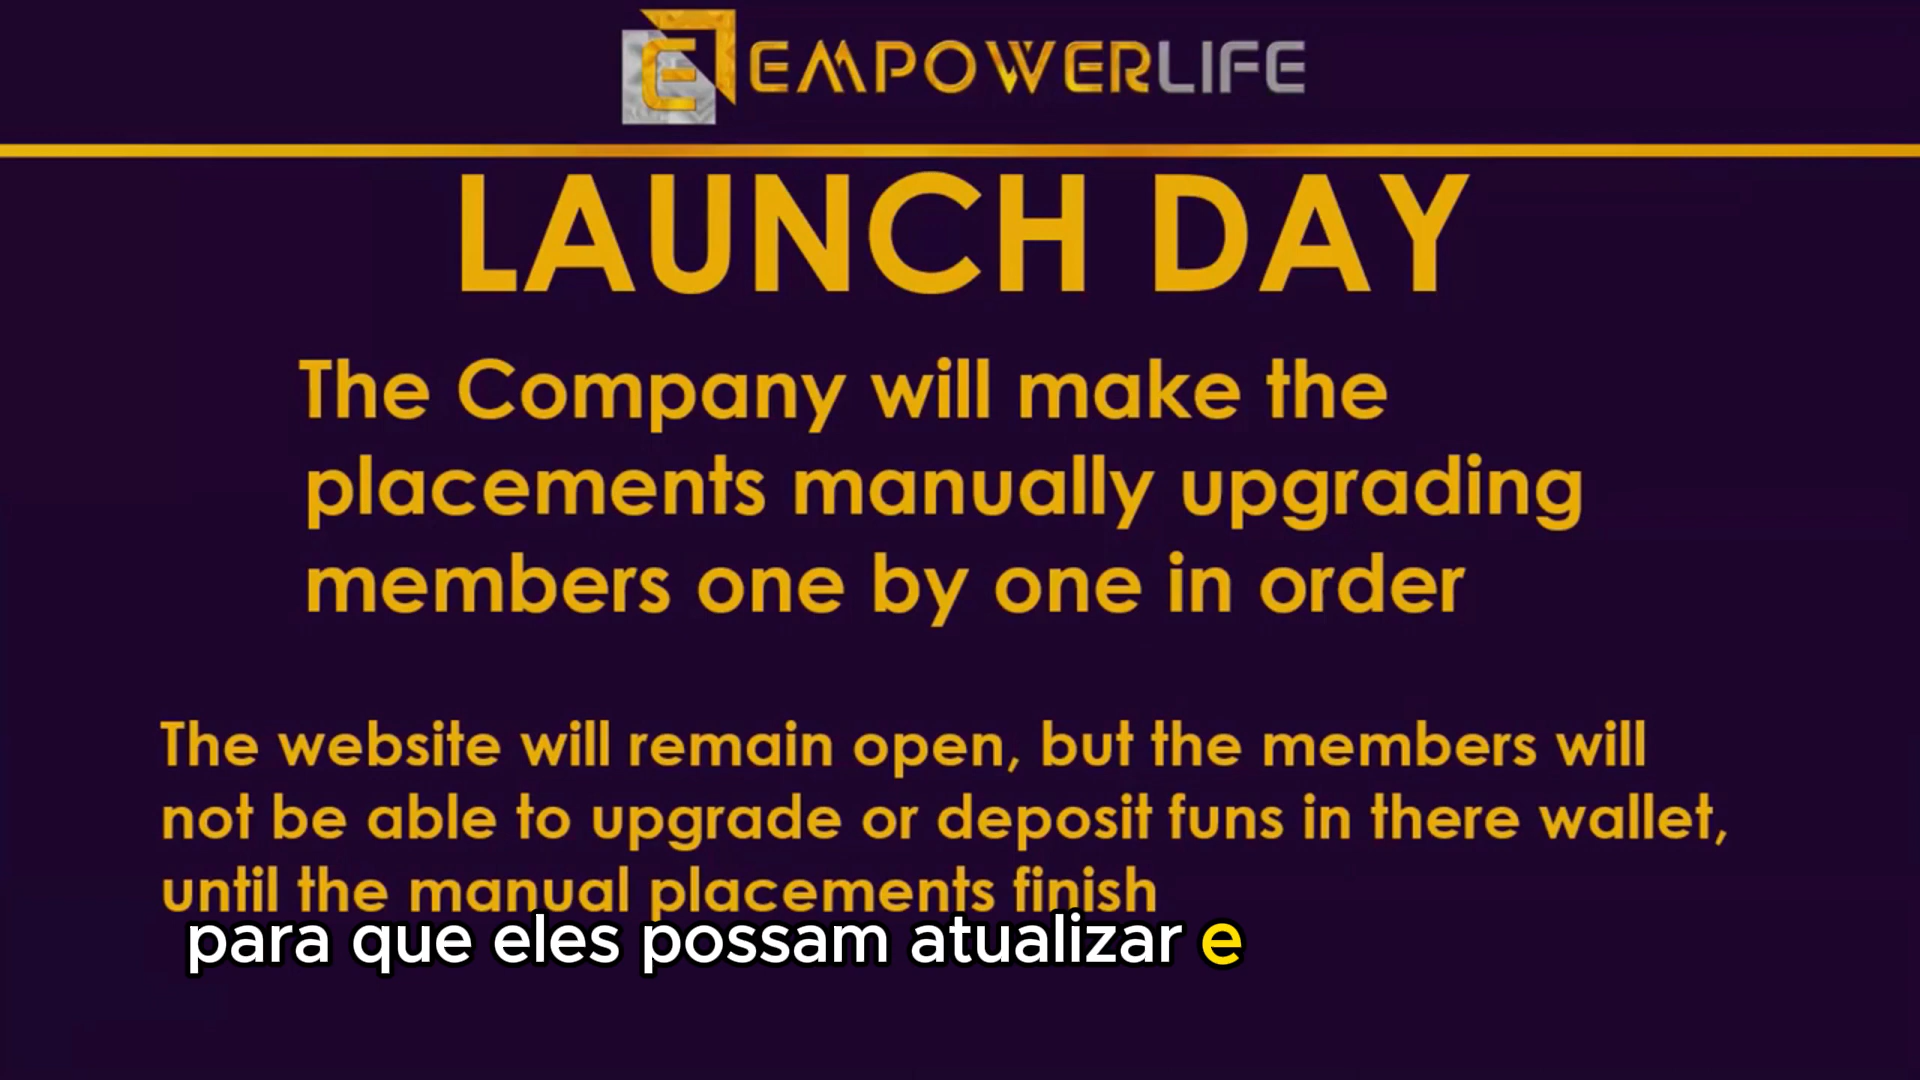 EMPOWERLIFE
LAUNCH DAY
The Company will make the
placements manually upgrading
members one by one in order
The website will remain open, but the members will
not be able to upgrade or deposit funs in there wallet,
until the manual placements finish
para que eles possam atualizar e